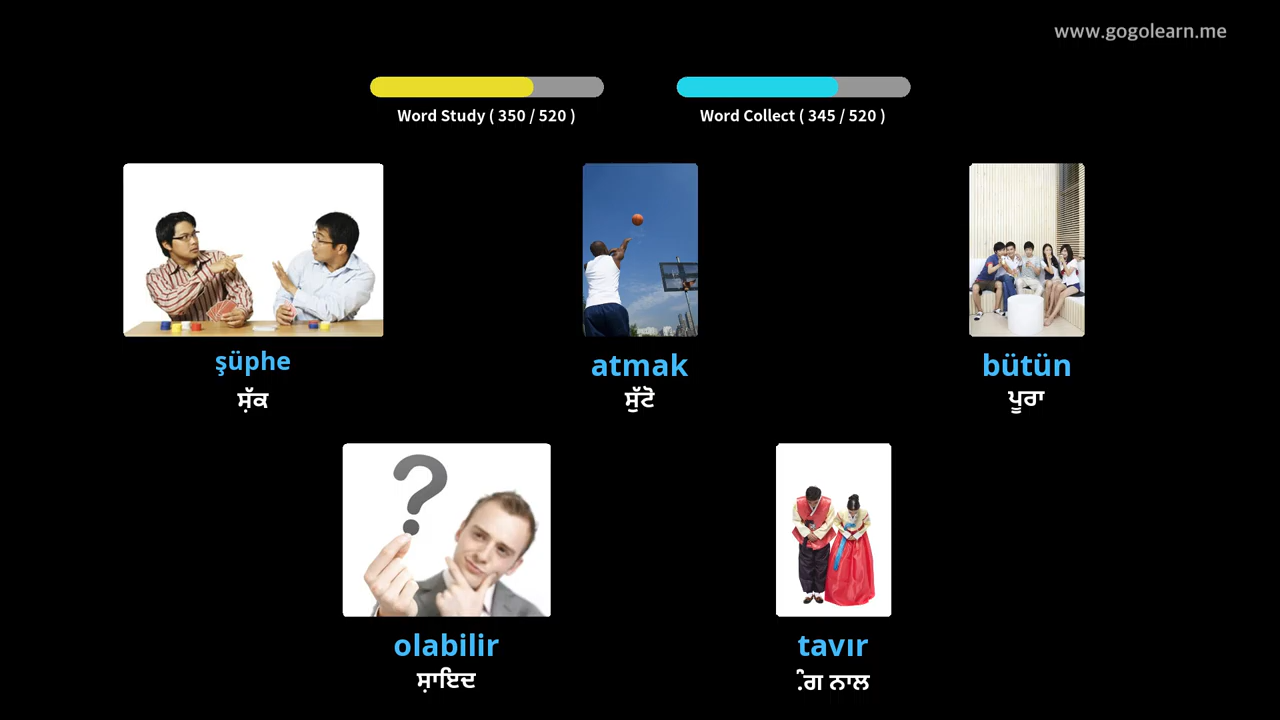 www.gogolearn.me
Word Study ( 350 / 520 )
Word Collect ( 345 / 520 )
şüphe
ਸ਼ੱਕ
atmak
ਸੁੱਟੋ
bütün
ਪੂਰਾ
olabilir
ਸ਼ਾਇਦ
tavır
ਨਾਲ